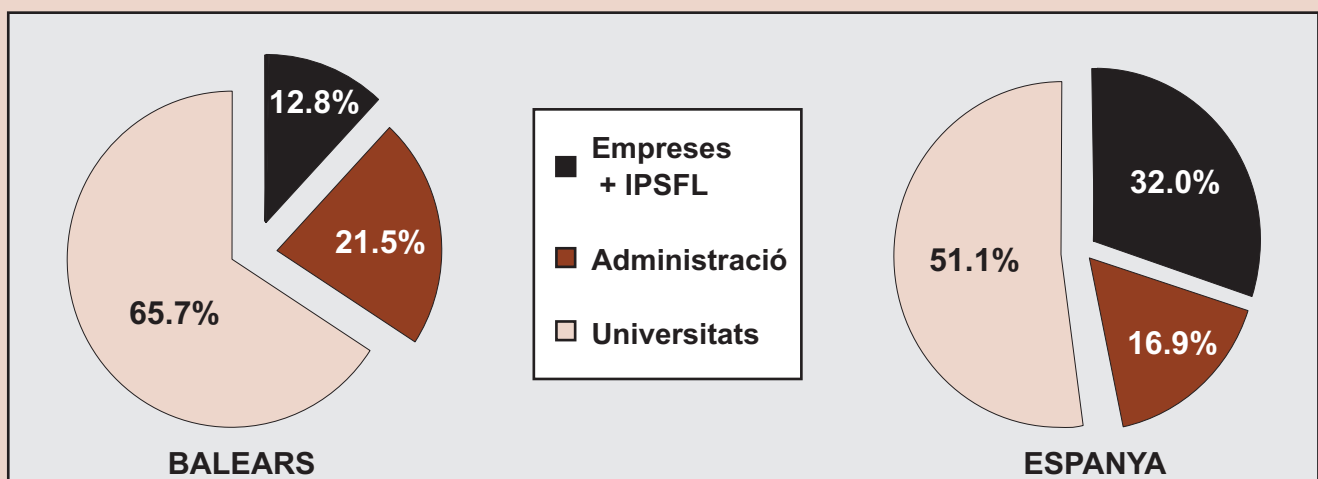 12.8%
21.5%
65.7%
BALEARS
Empreses
+ IPSFL
Administració
Universitats
32.0%
51.1%
16.9%
ESPANYA